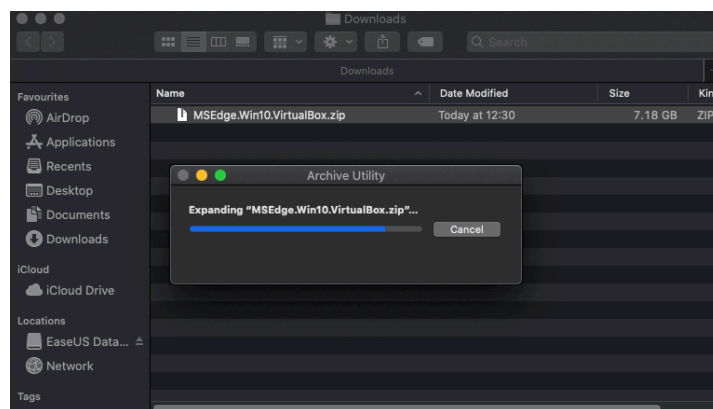 Downloads
Search
Downloads
Favourites
AirDrop
Applications
Recents
Desktop
Documents
Downloads
iCloud
iCloud Drive
Locations
EaseUS Data...
Network
Tags
Name Date Modified Size Kin
MSEdge.Win10.VirtualBox.zip Today at 12:30 7.18 GB ZIP
Archive Utility
Expanding “MSEdge.Win10.VirtualBox.zip”...
Cancel